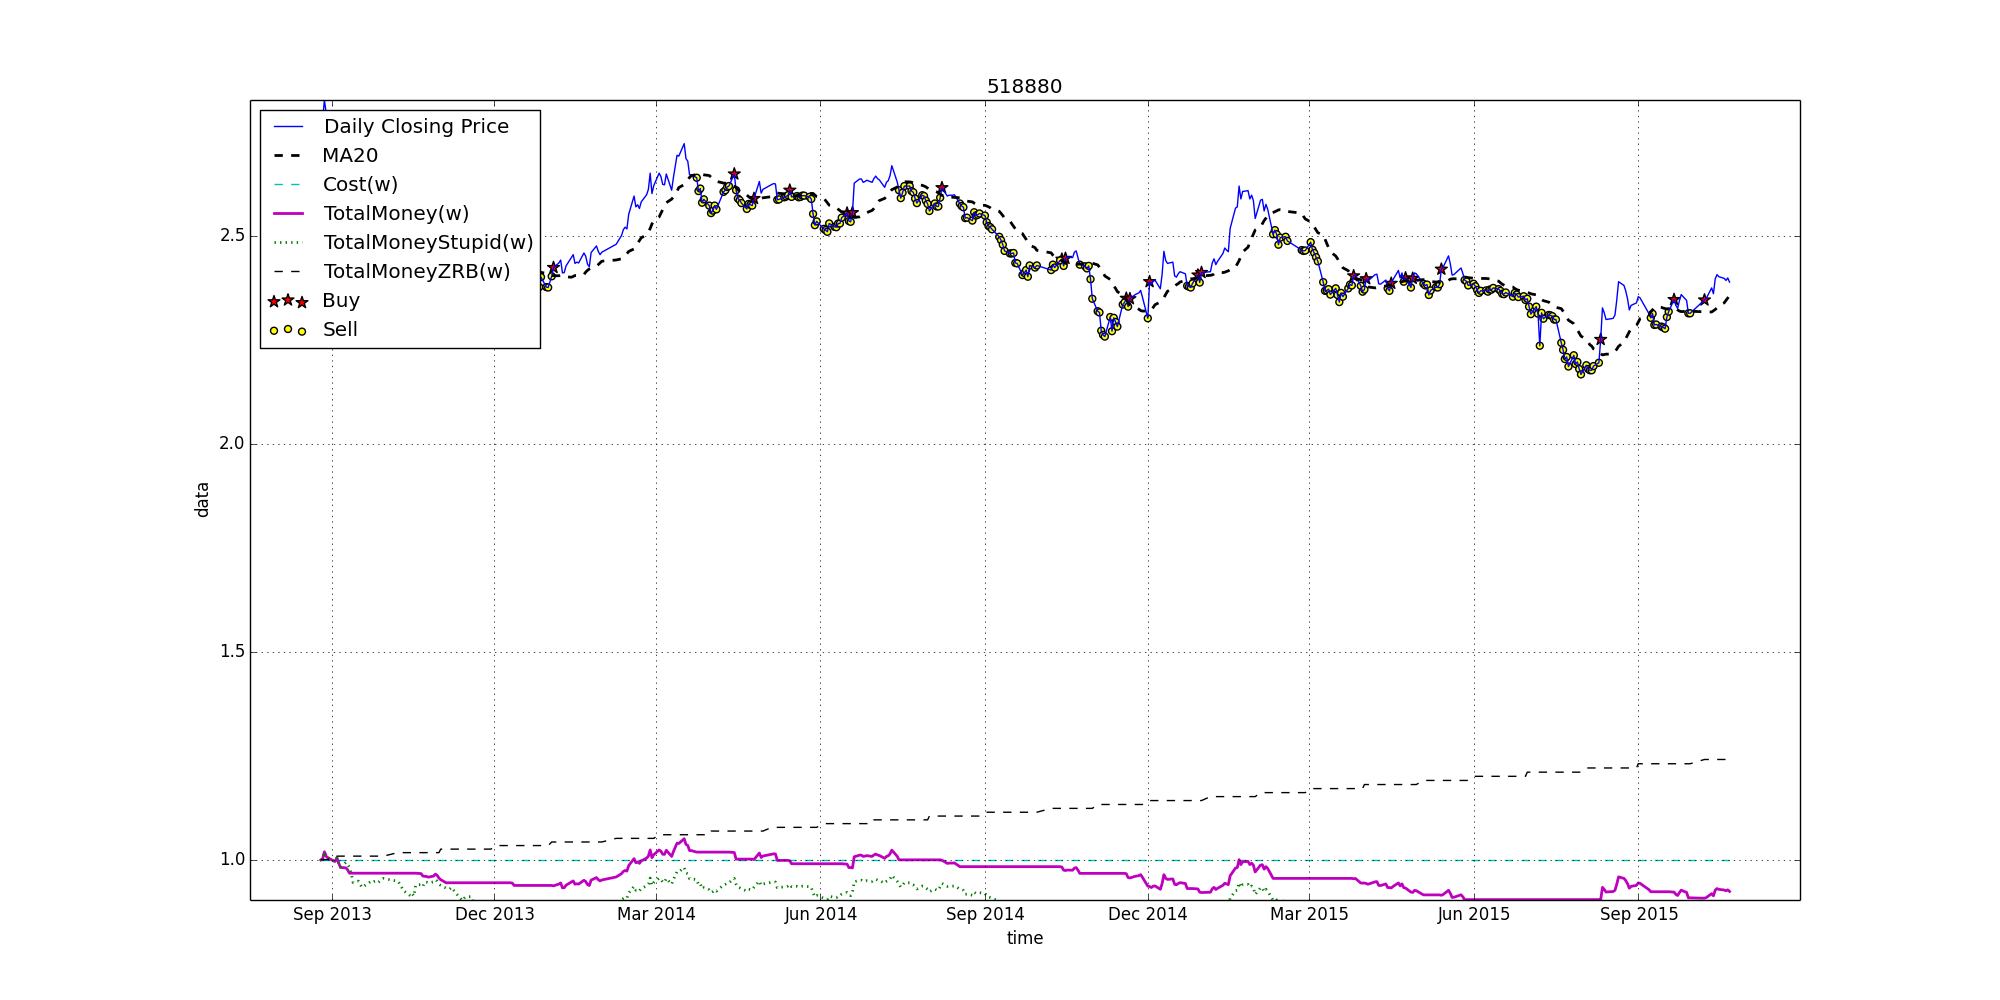 518880
Daily Closing Price
MA20
Cost(w)
TotalMoney(w)
TotalMoneyStupid(w)
TotalMoneyZRB(w)
Buy
Sell
2.5
2.0
1.5
1.0
data
Sep 2013 Dec 2013 Mar 2014 Jun 2014 Sep 2014 Dec 2014 Mar 2015 Jun 2015 Sep 2015
time